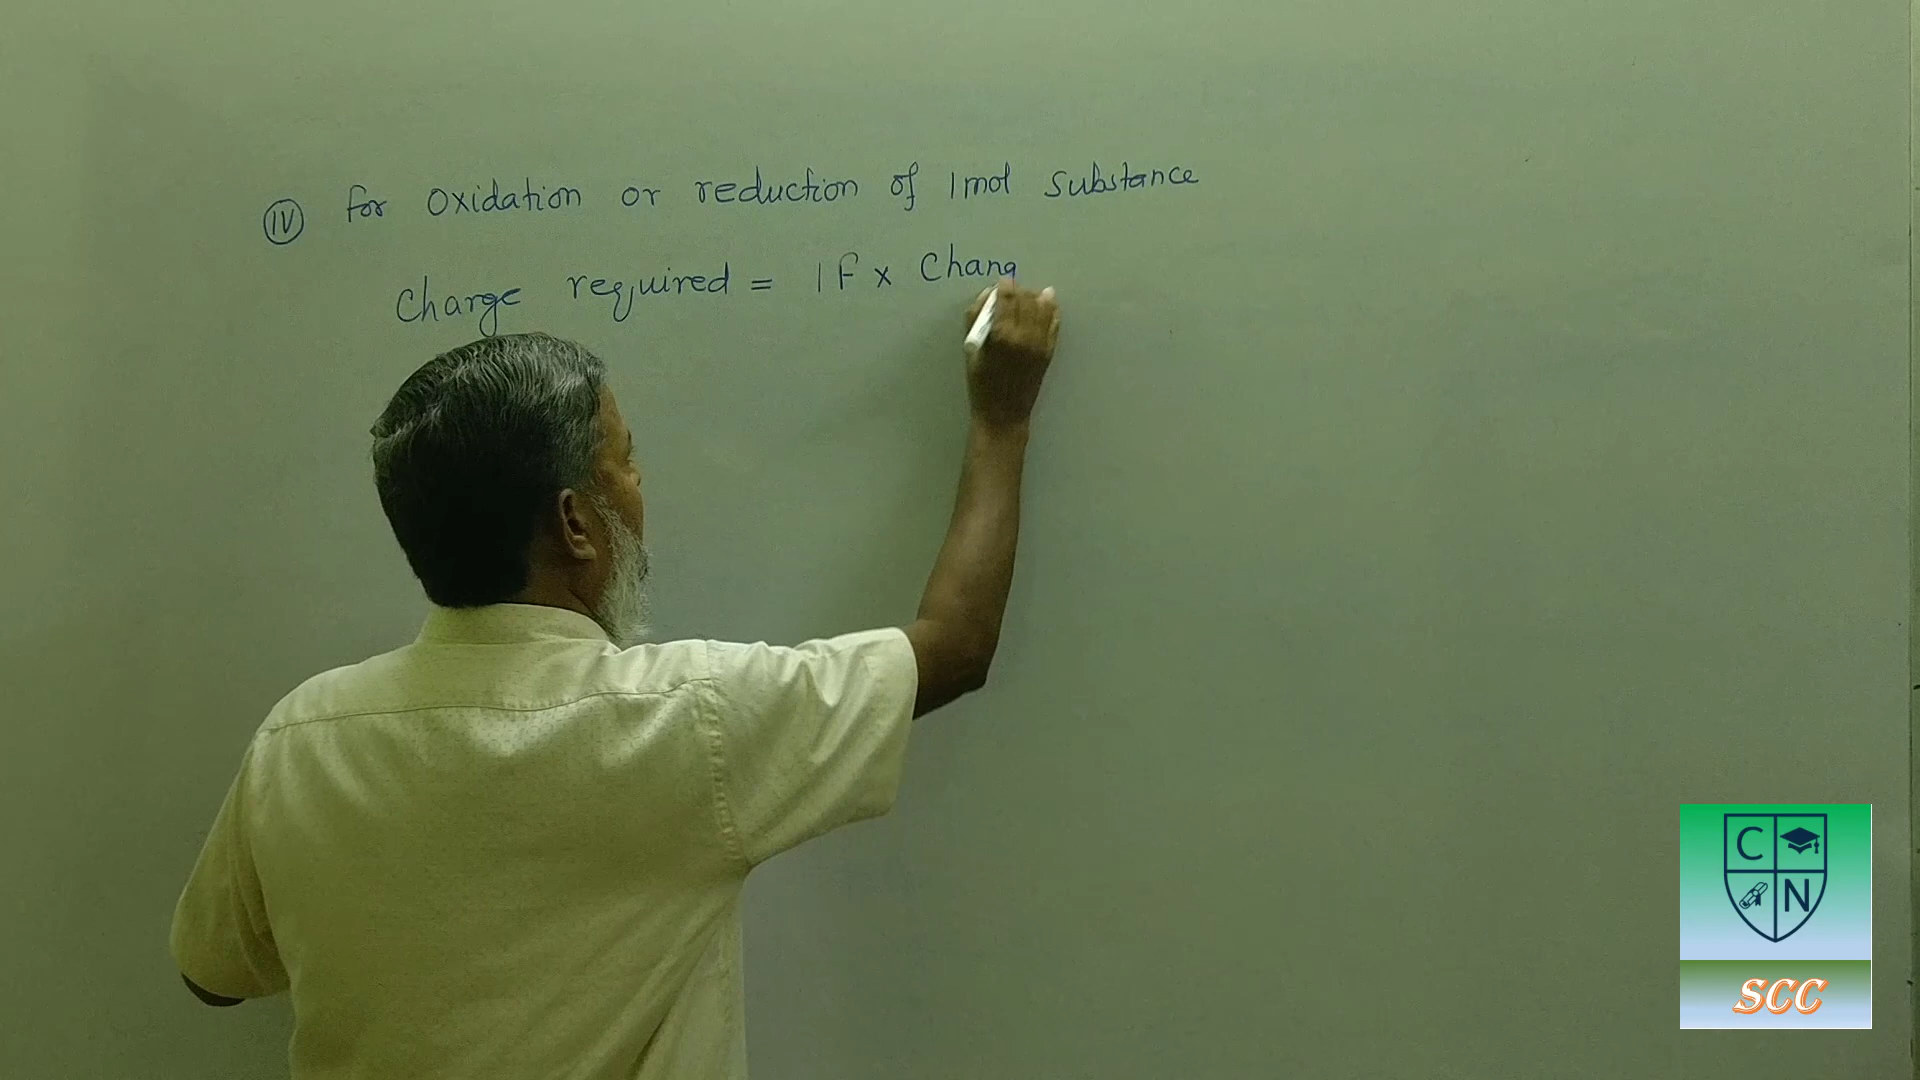 IV For Oxidation or reduction of 1mol substance
Charge required = 1F x Chang
C
N
SCC